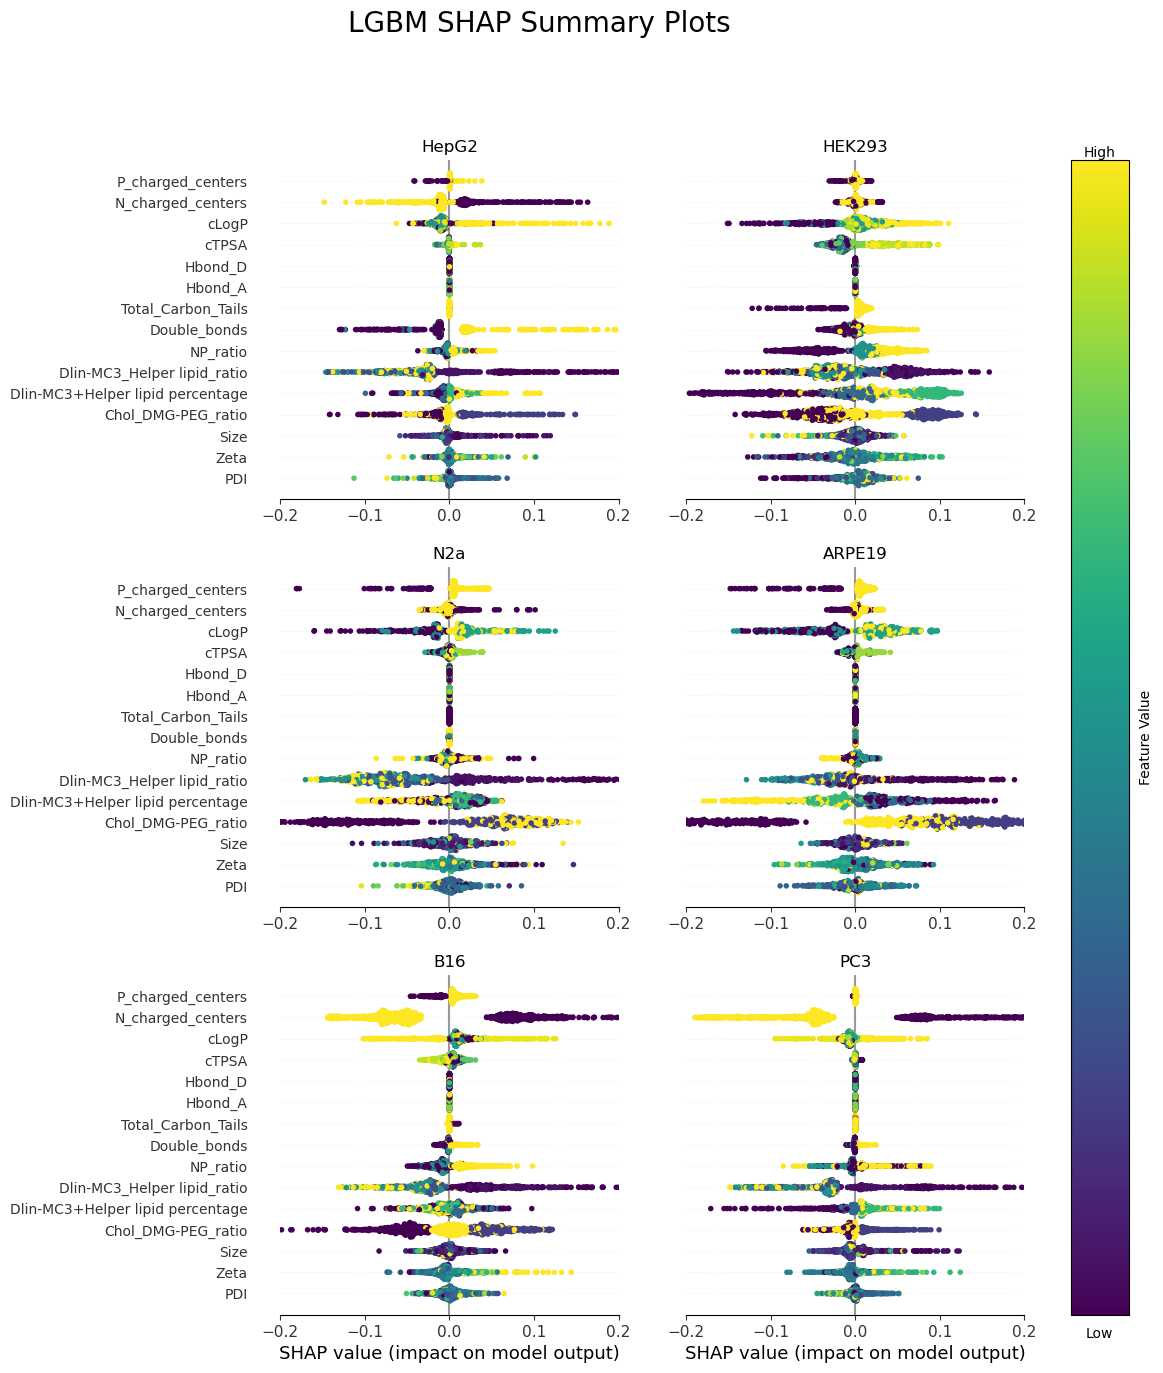 LGBM SHAP Summary Plots
HepG2
HEK293
High
P_charged_centers
N_charged_centers
cLogP
cTPSA
Hbond_D
Hbond_A
Total_Carbon_Tails
Double_bonds
NP_ratio
Dlin-MC3_Helper lipid_ratio
Dlin-MC3+Helper lipid percentage
Chol_DMG-PEG_ratio
Size
Zeta
PDI
−0.2 −0.1 0.0 0.1 0.2
−0.2 −0.1 0.0 0.1 0.2
N2a
ARPE19
P_charged_centers
N_charged_centers
cLogP
cTPSA
Hbond_D
Hbond_A
Total_Carbon_Tails
Double_bonds
NP_ratio
Dlin-MC3_Helper lipid_ratio
Dlin-MC3+Helper lipid percentage
Chol_DMG-PEG_ratio
Size
Zeta
PDI
−0.2 −0.1 0.0 0.1 0.2
−0.2 −0.1 0.0 0.1 0.2
Feature Value
B16
PC3
P_charged_centers
N_charged_centers
cLogP
cTPSA
Hbond_D
Hbond_A
Total_Carbon_Tails
Double_bonds
NP_ratio
Dlin-MC3_Helper lipid_ratio
Dlin-MC3+Helper lipid percentage
Chol_DMG-PEG_ratio
Size
Zeta
PDI
−0.2 −0.1 0.0 0.1 0.2
−0.2 −0.1 0.0 0.1 0.2
Low
SHAP value (impact on model output)
SHAP value (impact on model output)